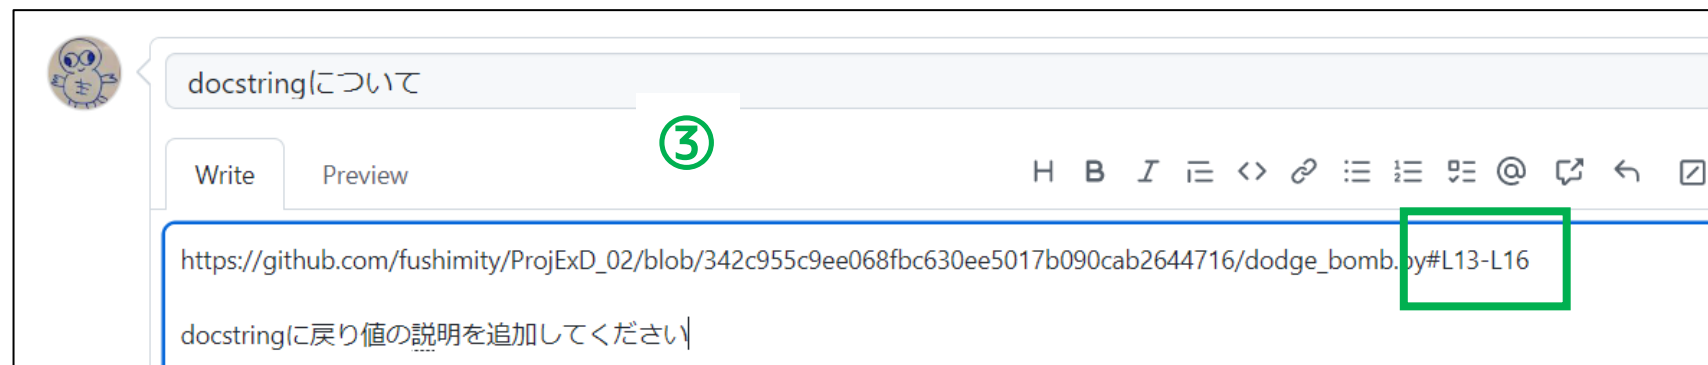 docstringについて
③
Write Preview
https://github.com/fushimity/ProjExD_02/blob/342c955c9ee068fbc630ee5017b090cab2644716/dodge_bomb.py#L13-L16
docstringに戻り値の説明を追加してください